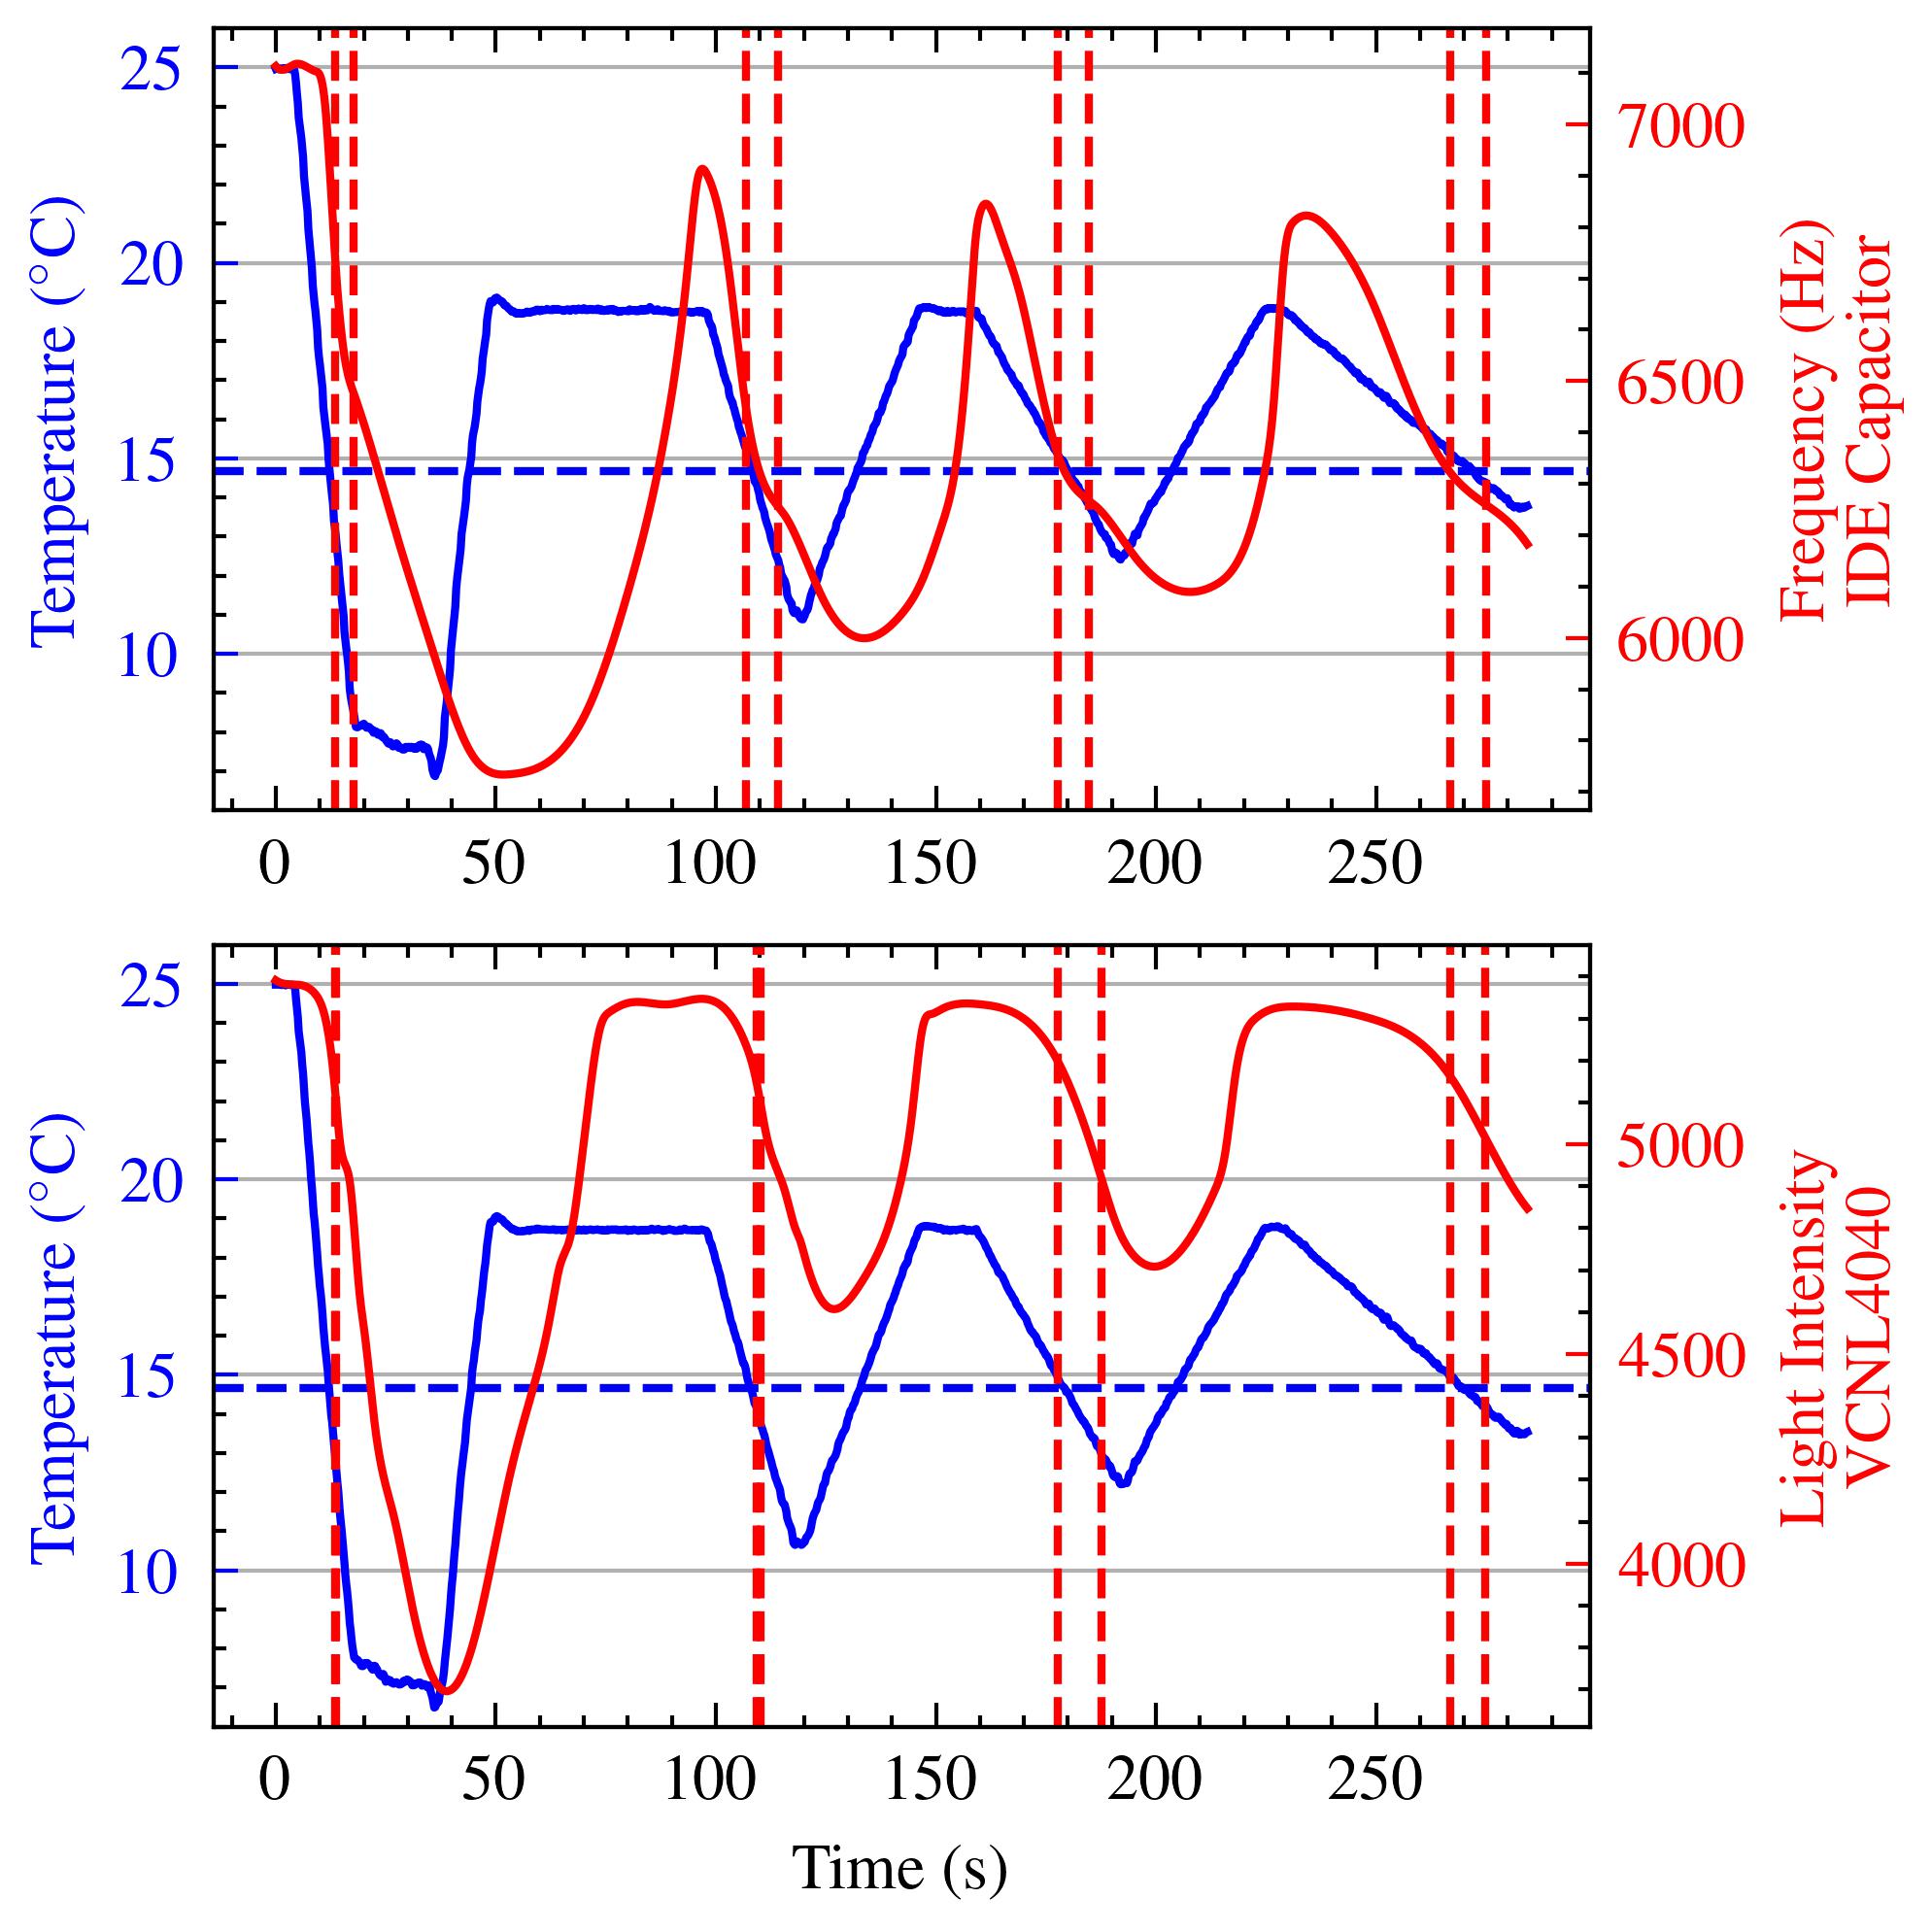 25
20
15
10
Temperature (°C)
7000
6500
6000
Frequency (Hz)
IDE Capacitor
0 50 100 150 200 250
25
20
15
10
Temperature (°C)
5000
4500
4000
Light Intensity
VCNL4040
0 50 100 150 200 250
Time (s)